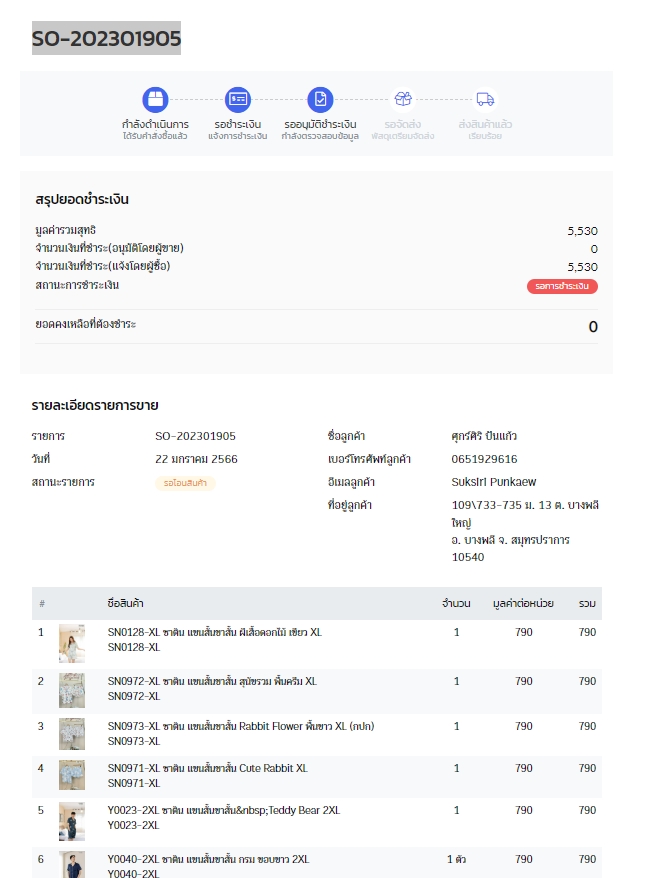 SO-202301905
กำลังดำเนินการ
ได้รับคำสั่งซื้อแล้ว
รอชำระเงิน
แจ้งการชำระเงิน
รออนุมัติชำระเงิน
กำลังตรวจสอบข้อมูล
รอจัดส่ง
พัสดุเตรียมจัดส่ง
ส่งสินค้าแล้ว
เรียบร้อย
สรุปยอดชำระเงิน
มูลค่ารวมสุทธิ 5,530
จำนวนเงินที่ชำระ(อนุมัติโดยผู้ขาย) 0
จำนวนเงินที่ชำระ(แจ้งโดยผู้ซื้อ) 5,530
สถานะการชำระเงิน รอการชำระเงิน
ยอดคงเหลือที่ต้องชำระ 0
รายละเอียดรายการขาย
รายการ SO-202301905
วันที่ 22 มกราคม 2566
สถานะรายการ รอโอนสินค้า
ชื่อลูกค้า ศุกร์ศิริ ปันแก้ว
เบอร์โทรศัพท์ลูกค้า 0651929616
อีเมลลูกค้า Suksiri Punkaew
ที่อยู่ลูกค้า 109\733-735 ม. 13 ต. บางพลี
ใหญ่
อ. บางพลี จ. สมุทรปราการ
10540
# ชื่อสินค้า จำนวน มูลค่าต่อหน่วย รวม
1 SN0128-XL ซาติน แขนสั้นขาสั้น ผีเสื้อดอกไม้ เขียว XL 1 790 790
SN0128-XL
2 SN0972-XL ซาติน แขนสั้นขาสั้น สุนัขรวม พื้นครีม XL 1 790 790
SN0972-XL
3 SN0973-XL ซาติน แขนสั้นขาสั้น Rabbit Flower พื้นขาว XL (กปก) 1 790 790
SN0973-XL
4 SN0971-XL ซาติน แขนสั้นขาสั้น Cute Rabbit XL 1 790 790
SN0971-XL
5 Y0023-2XL ซาติน แขนสั้นขาสั้น&nbsp;Teddy Bear 2XL 1 790 790
Y0023-2XL
6 Y0040-2XL ซาติน แขนสั้นขาสั้น กรม ขอบขาว 2XL 1 ตัว 790 790
Y0040-2XL